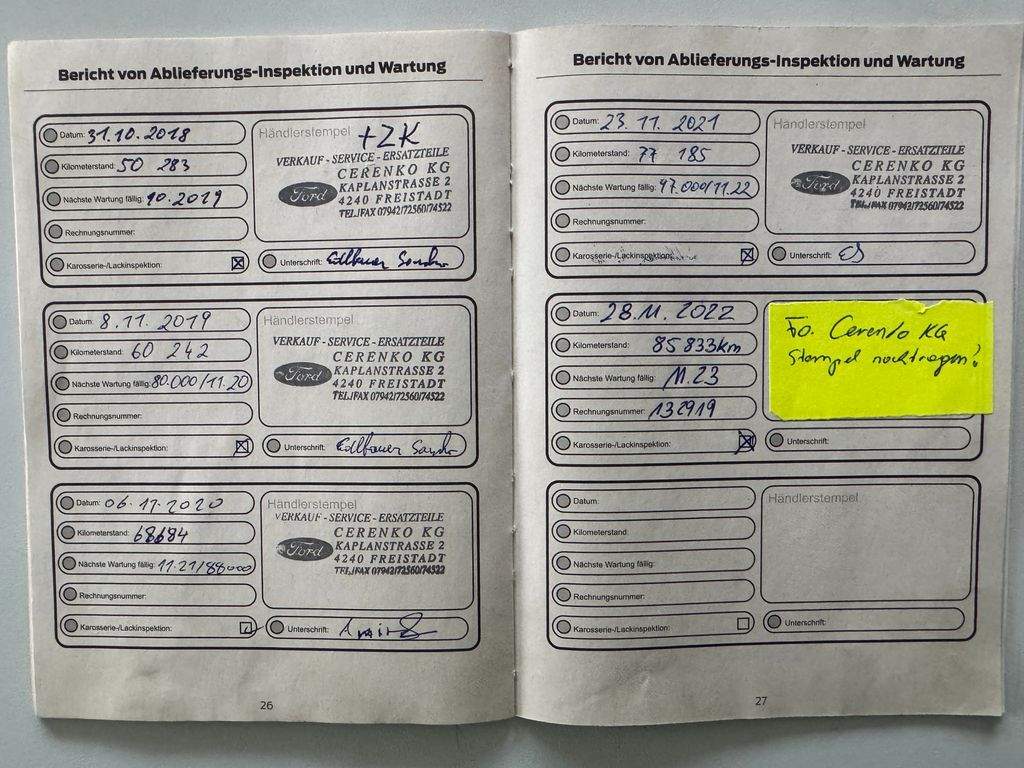 Bericht von Ablieferungs-Inspektion und Wartung
Datum: 31.10.2018
Kilometerstand: 50 283
Nächste Wartung fällig: 10.2019
Rechnungsnummer:
Karosserie-/Lackinspektion: ☒
Händlerstempel +ZK
VERKAUF - SERVICE - ERSATZTEILE
CERENKO KG
Ford KAPLANSTRASSE 2
4240 FREISTADT
TEL./FAX 07942/72560/74522
Unterschrift:
Datum: 8.11.2019
Kilometerstand: 60 242
Nächste Wartung fällig: 80.000/11.20
Rechnungsnummer:
Karosserie-/Lackinspektion: ☒
Händlerstempel
VERKAUF - SERVICE - ERSATZTEILE
CERENKO KG
Ford KAPLANSTRASSE 2
4240 FREISTADT
TEL./FAX 07942/72560/74522
Unterschrift:
Datum: 06.11.2020
Kilometerstand: 68684
Nächste Wartung fällig: 11.21/88000
Rechnungsnummer:
Karosserie-/Lackinspektion: ☑
Händlerstempel
VERKAUF - SERVICE - ERSATZTEILE
CERENKO KG
Ford KAPLANSTRASSE 2
4240 FREISTADT
TEL./FAX 07942/72560/74522
Unterschrift:
26
Bericht von Ablieferungs-Inspektion und Wartung
Datum: 23.11.2021
Kilometerstand: 77 185
Nächste Wartung fällig: 97.000/11.22
Rechnungsnummer:
Karosserie-/Lackinspektion: ☒
Händlerstempel
VERKAUF - SERVICE - ERSATZTEILE
CERENKO KG
Ford KAPLANSTRASSE 2
4240 FREISTADT
TEL./FAX 07942/72560/74522
Unterschrift: ES
Datum: 28.11.2022
Kilometerstand: 85 833km
Nächste Wartung fällig: 11.23
Rechnungsnummer: 132919
Karosserie-/Lackinspektion: ☒
Fo. Cerenko KG
Stempel nachtragen!
Unterschrift:
Datum:
Kilometerstand:
Nächste Wartung fällig:
Rechnungsnummer:
Karosserie-/Lackinspektion: ☐
Händlerstempel
Unterschrift:
27